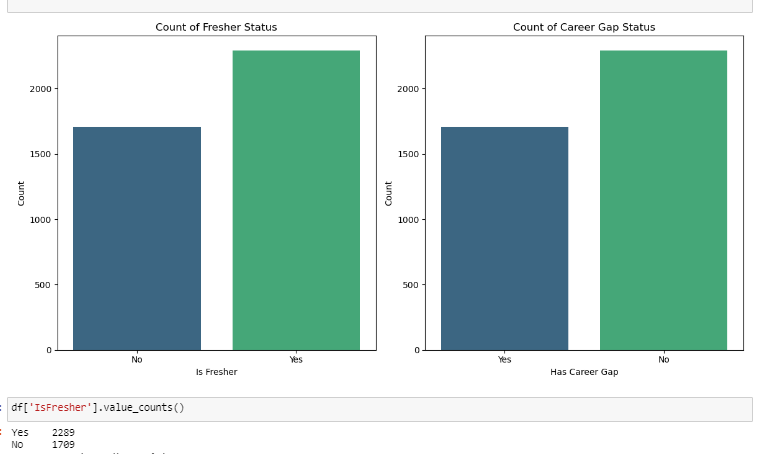 Count of Fresher Status
Count of Career Gap Status
2000
1500
1000
500
0
Count
No
Yes
Is Fresher
2000
1500
1000
500
0
Count
Yes
No
Has Career Gap
df['IsFresher'].value_counts()
Yes 2289
No 1709